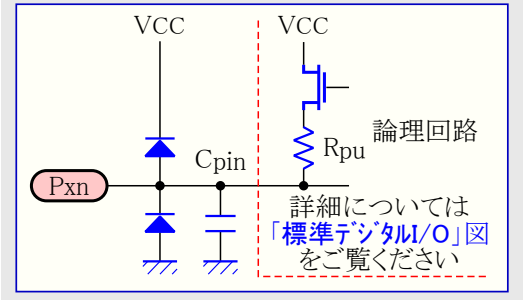 VCC
VCC
論理回路
Rpu
Cpin
Pxn
詳細については
｢標準ﾃﾞｼﾞﾀﾙI/O｣図
をご覧ください